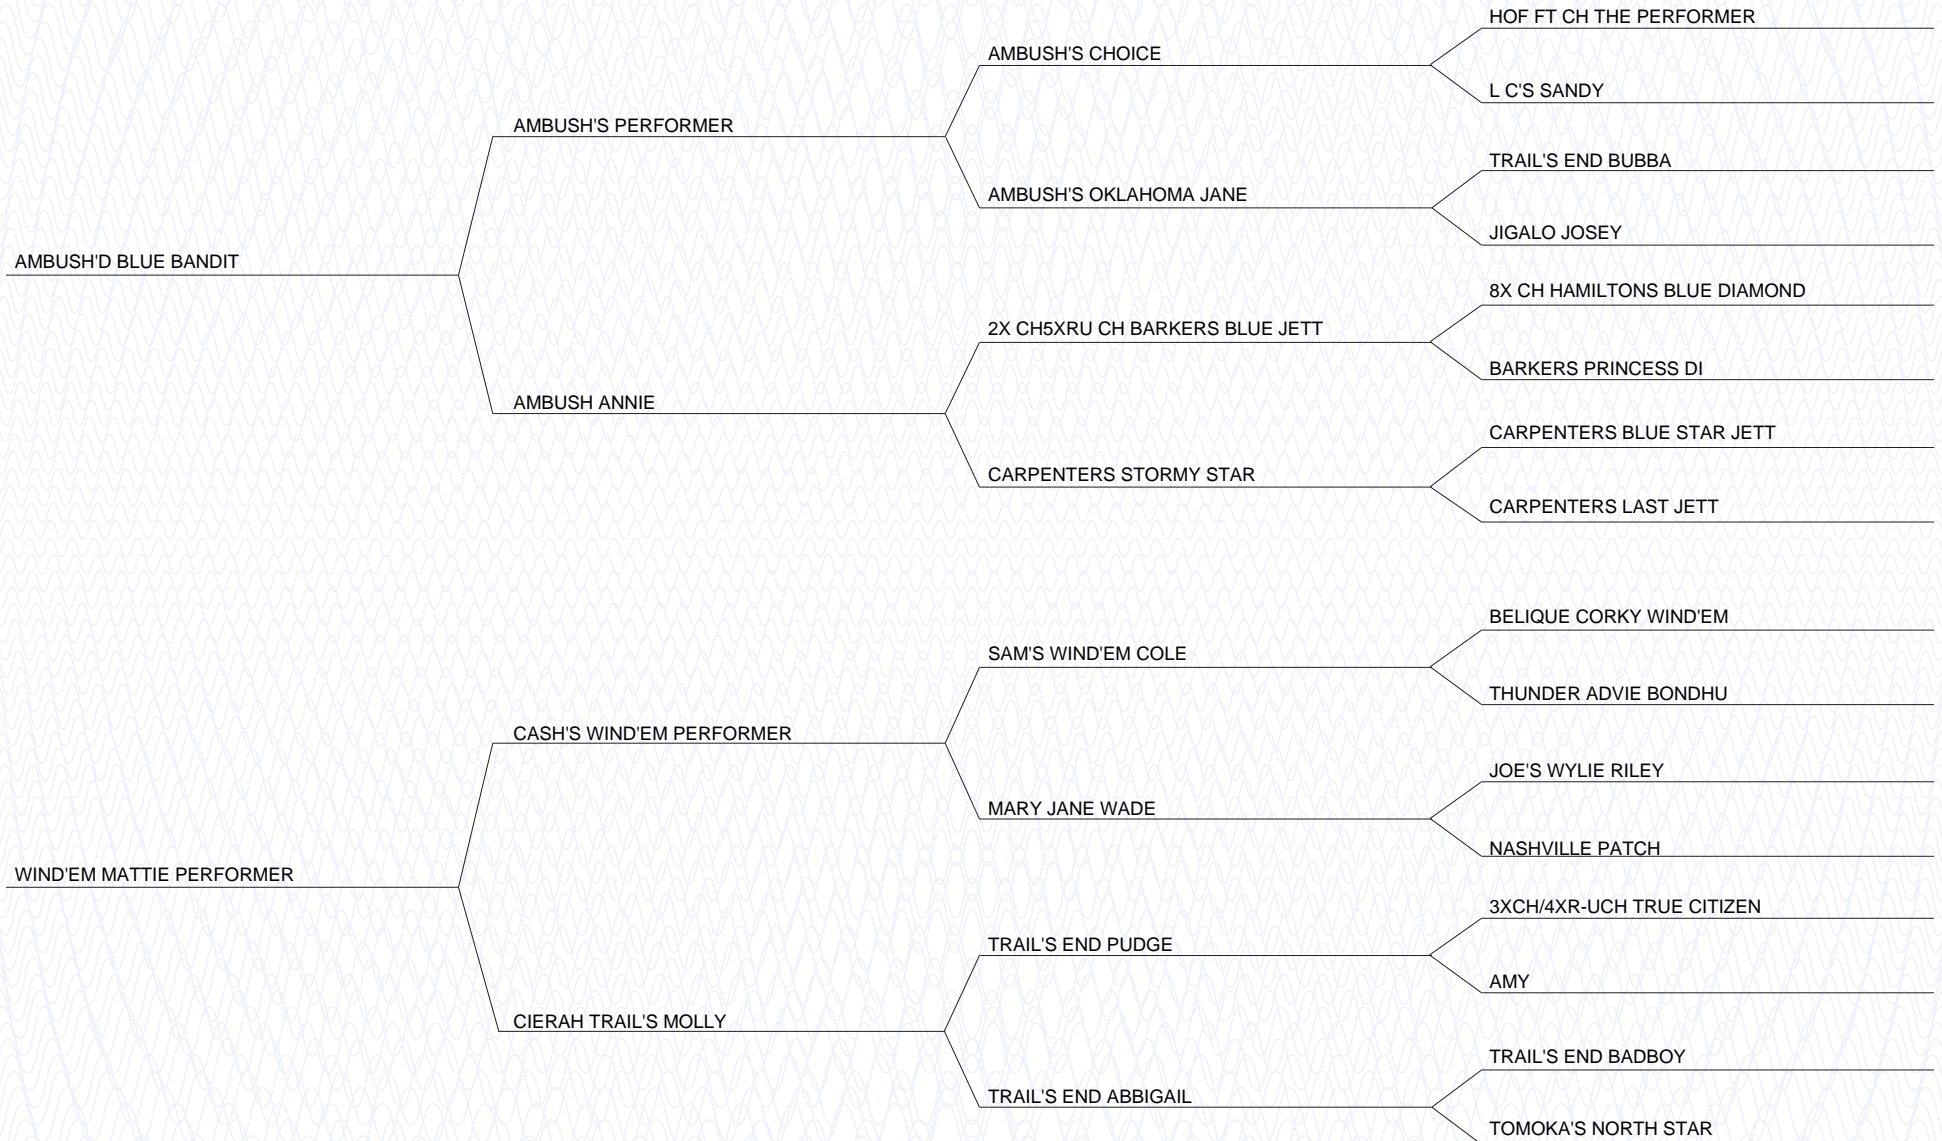 HOF FT CH THE PERFORMER
AMBUSH'S CHOICE
L C'S SANDY
AMBUSH'S PERFORMER
TRAIL'S END BUBBA
AMBUSH'S OKLAHOMA JANE
JIGALO JOSEY
AMBUSH'D BLUE BANDIT
8X CH HAMILTONS BLUE DIAMOND
2X CH5XRU CH BARKERS BLUE JETT
BARKERS PRINCESS DI
AMBUSH ANNIE
CARPENTERS BLUE STAR JETT
CARPENTERS STORMY STAR
CARPENTERS LAST JETT
BELIQUE CORKY WIND'EM
SAM'S WIND'EM COLE
THUNDER ADVIE BONDHU
CASH'S WIND'EM PERFORMER
JOE'S WYLIE RILEY
MARY JANE WADE
NASHVILLE PATCH
WIND'EM MATTIE PERFORMER
3XCH/4XR-UCH TRUE CITIZEN
TRAIL'S END PUDGE
AMY
CIERAH TRAIL'S MOLLY
TRAIL'S END BADBOY
TRAIL'S END ABBIGAIL
TOMOKA'S NORTH STAR